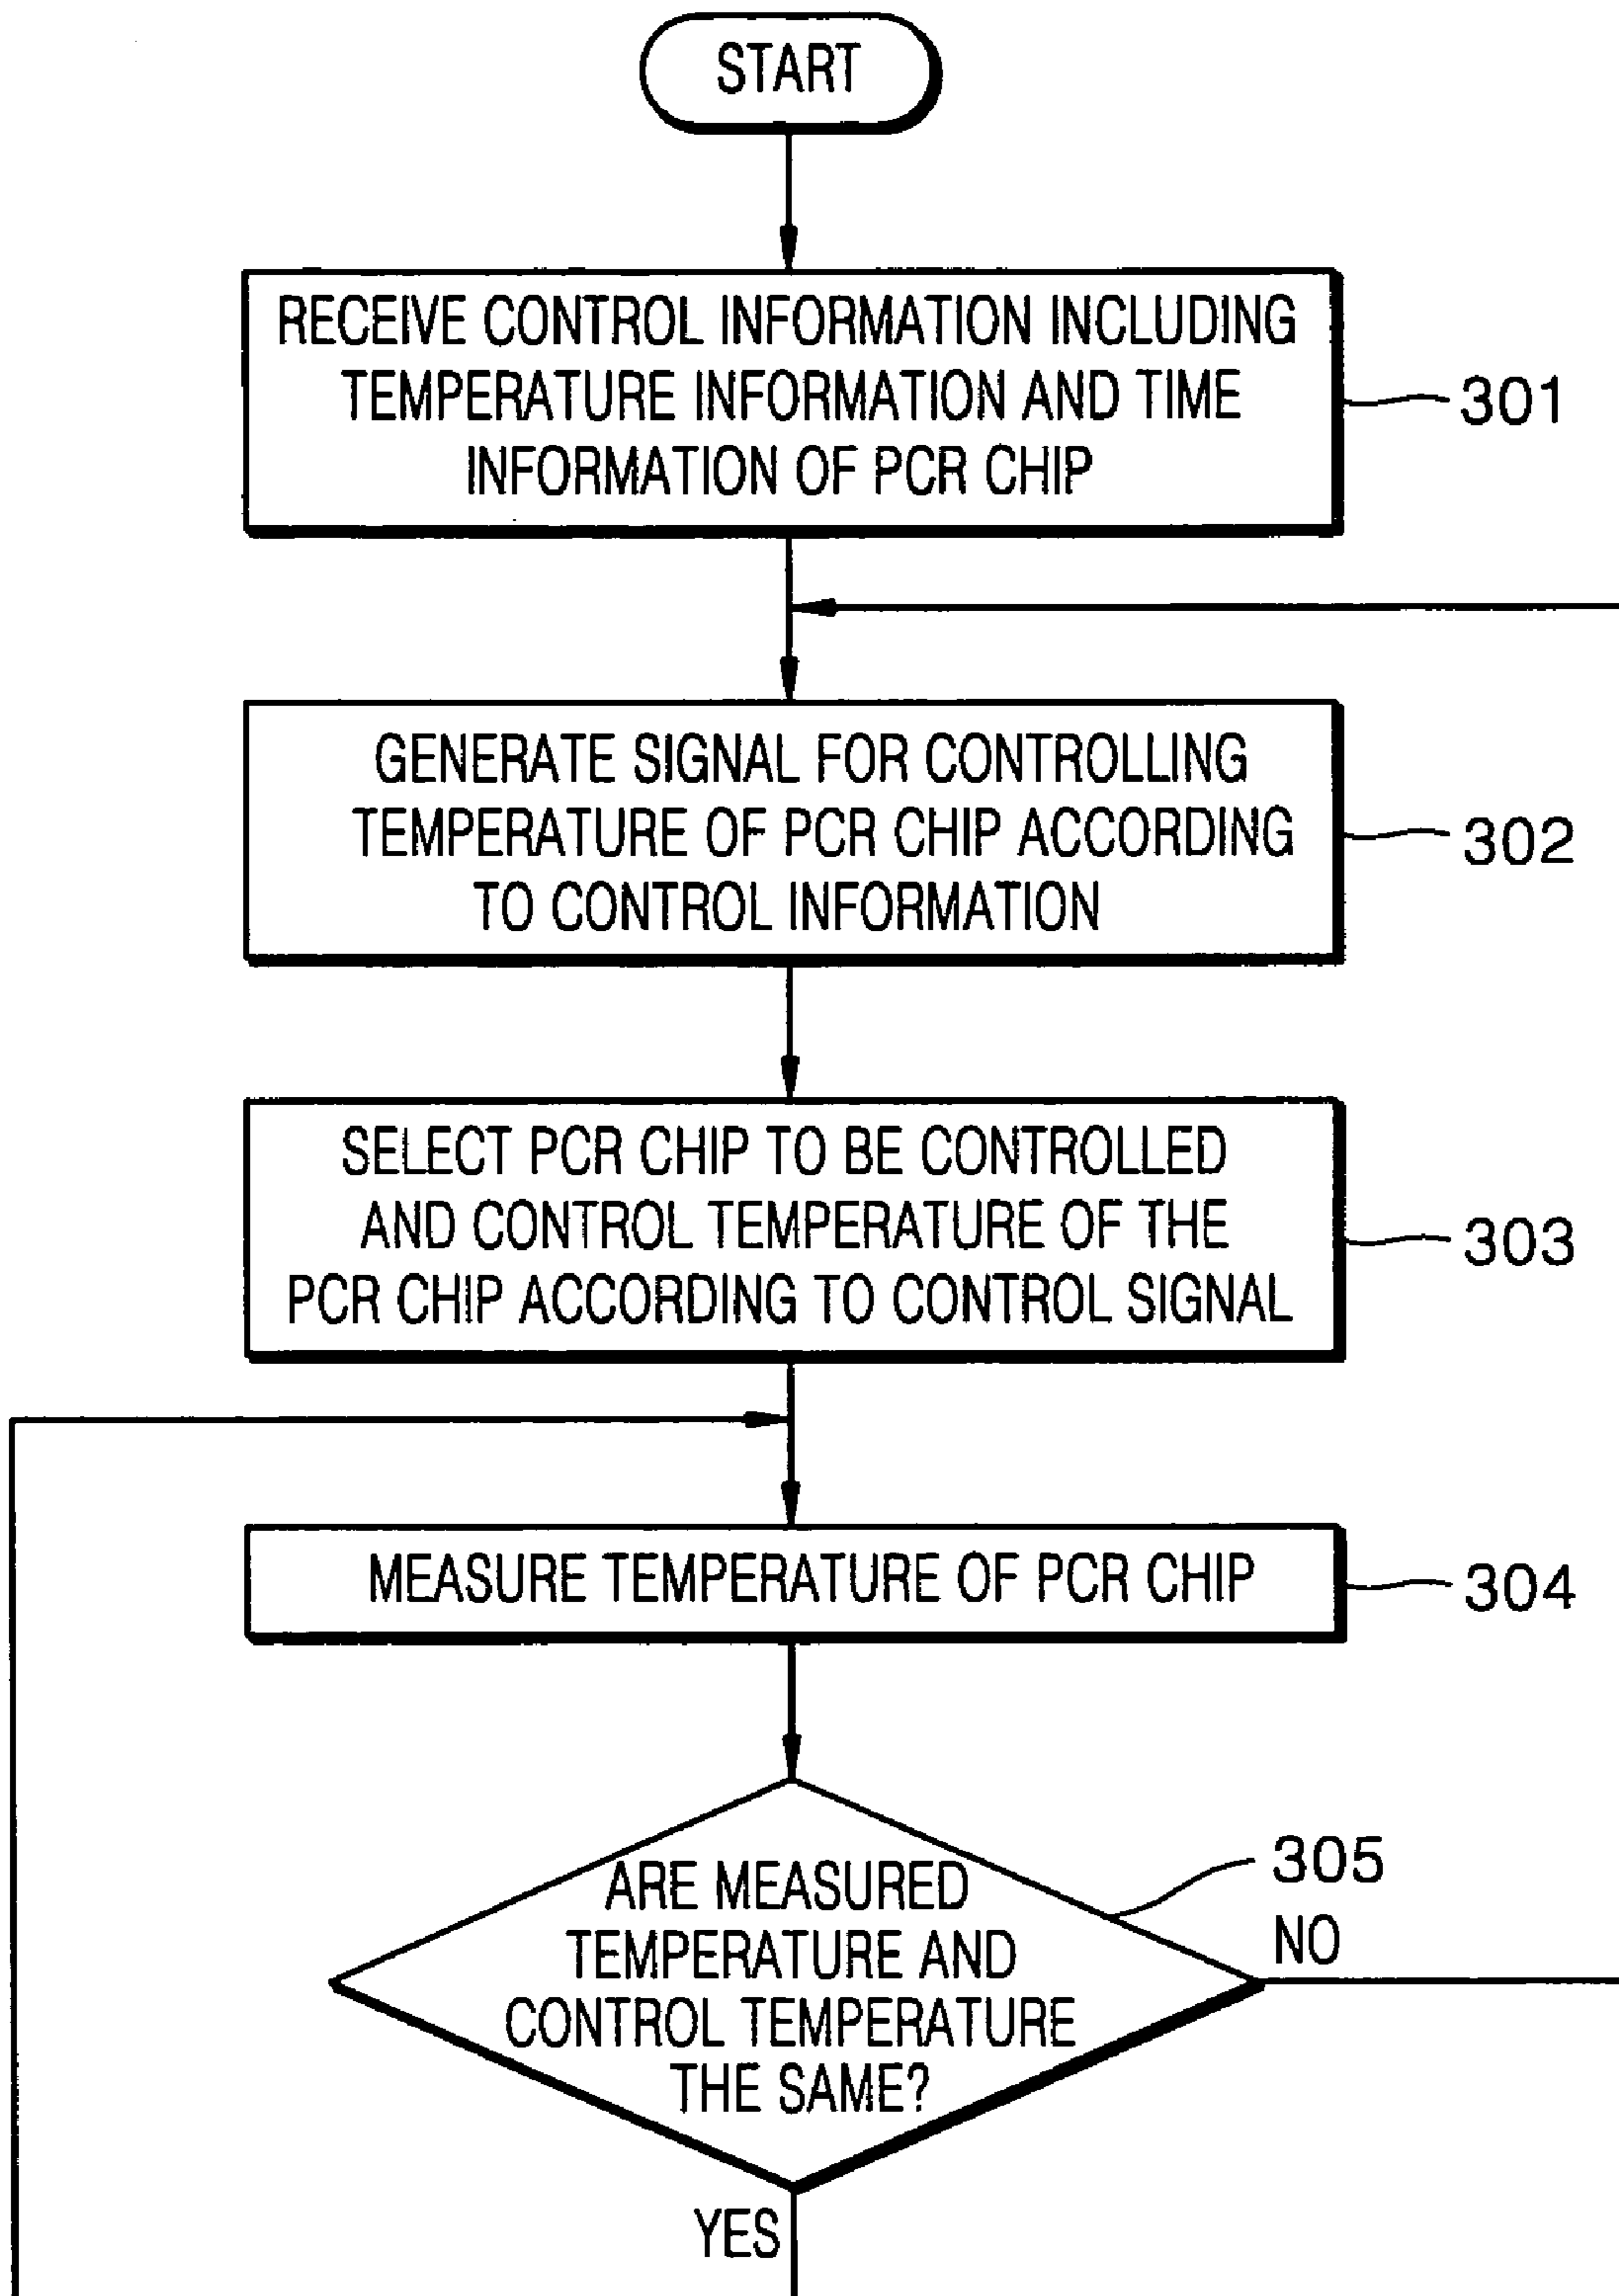 START
RECEIVE CONTROL INFORMATION INCLUDING
TEMPERATURE INFORMATION AND TIME
INFORMATION OF PCR CHIP
301
GENERATE SIGNAL FOR CONTROLLING
TEMPERATURE OF PCR CHIP ACCORDING
TO CONTROL INFORMATION
302
SELECT PCR CHIP TO BE CONTROLLED
AND CONTROL TEMPERATURE OF THE
PCR CHIP ACCORDING TO CONTROL SIGNAL
303
MEASURE TEMPERATURE OF PCR CHIP
304
ARE MEASURED
TEMPERATURE AND
CONTROL TEMPERATURE
THE SAME?
305
NO
YES